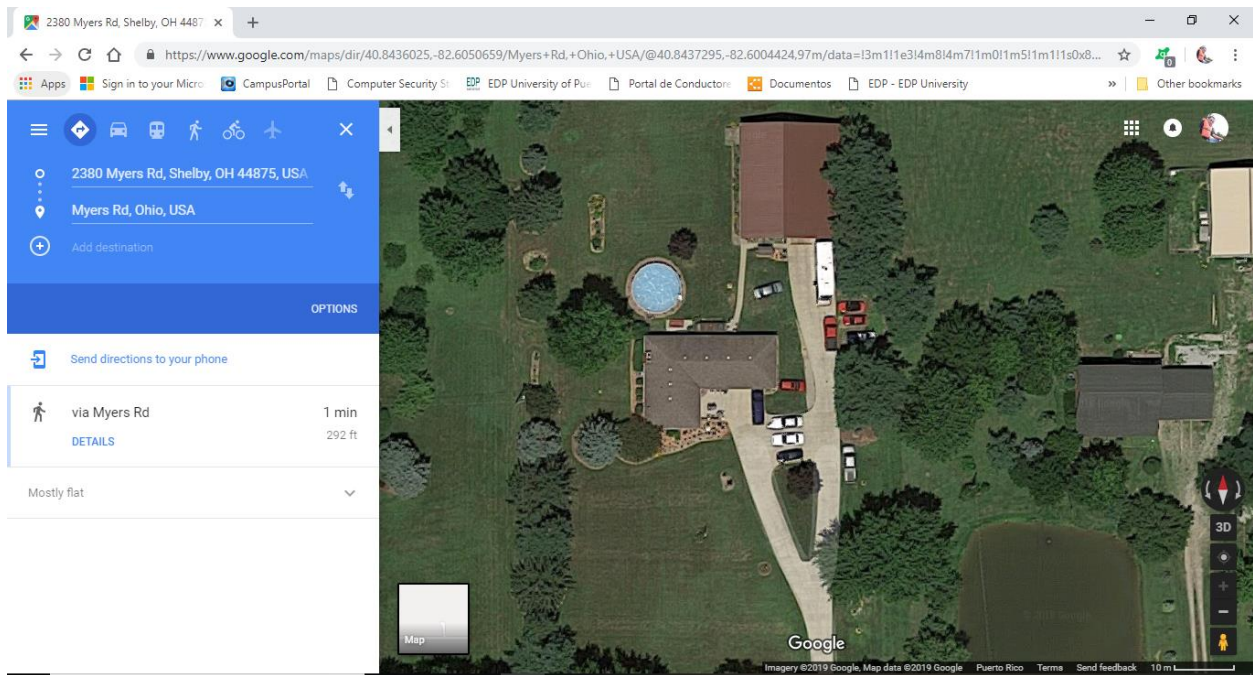 2380 Myers Rd, Shelby, OH 4487
https://www.google.com/maps/dir/40.8436025,-82.6050659/Myers+Rd,+Ohio,+USA/@40.8437295,-82.6004424,97m/data=!3m1!1e3!4m8!4m7!1m0!1m5!1m1!1s0x8...
0
Apps Sign in to your Micro CampusPortal Computer Security St EDP EDP University of Pue Portal de Conductore Documentos EDP - EDP University » Other bookmarks
2380 Myers Rd, Shelby, OH 44875, USA
Myers Rd, Ohio, USA
Add destination
OPTIONS
Send directions to your phone
via Myers Rd 1 min
DETAILS 292 ft
Mostly flat
3D
Map
Google
Imagery ©2019 Google, Map data ©2019 Google Puerto Rico Terms Send feedback 10 m